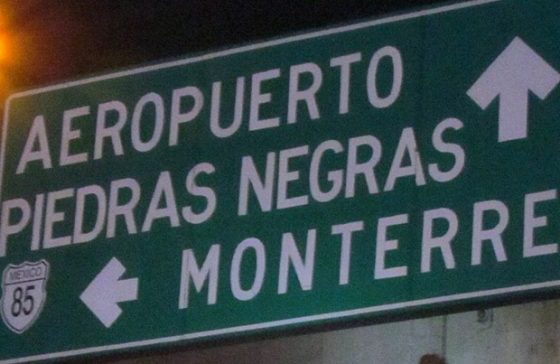 AEROPUERTO
PIEDRAS NEGRAS
MEXICO
85
MONTERRE